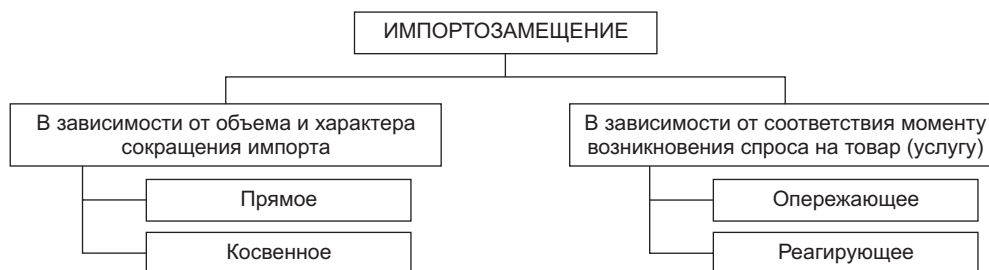 ИМПОРТОЗАМЕЩЕНИЕ
В зависимости от объема и характера
сокращения импорта
Прямое
Косвенное
В зависимости от соответствия моменту
возникновения спроса на товар (услугу)
Опережающее
Реагирующее